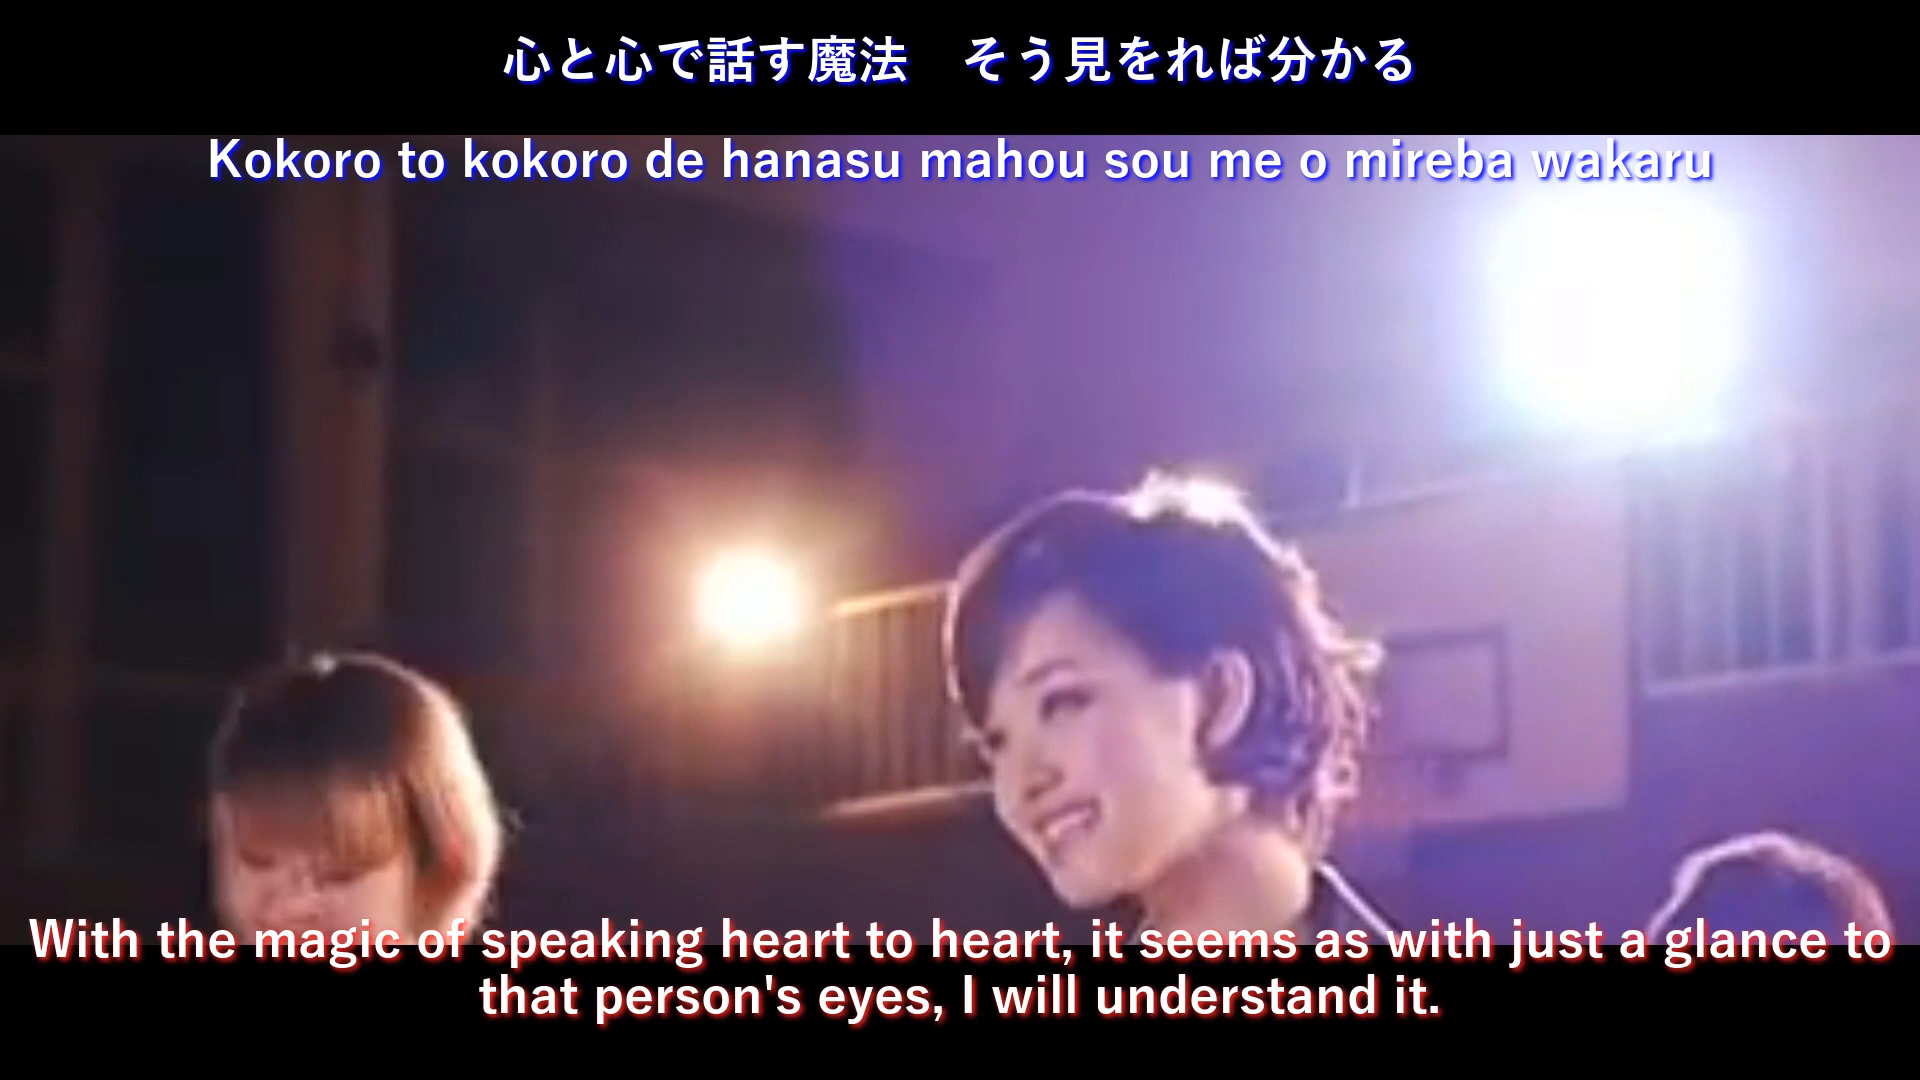 心と心で話す魔法　そう見をれば分かる
Kokoro to kokoro de hanasu mahou sou me o mireba wakaru
With the magic of speaking heart to heart, it seems as with just a glance to
that person's eyes, I will understand it.